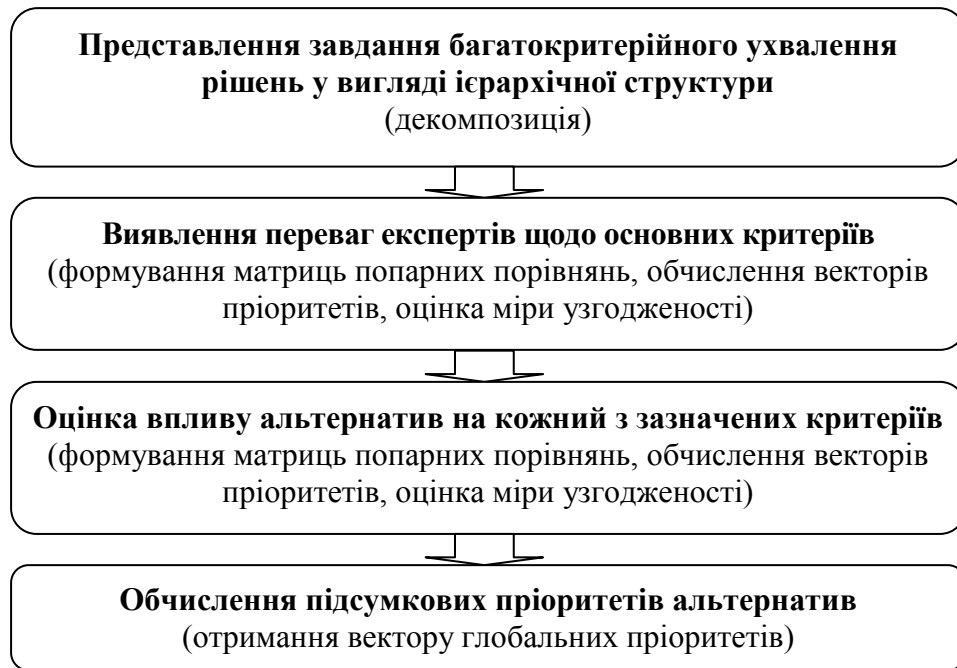 Представлення завдання багатокритерійного ухвалення
рішень у вигляді ієрархічної структури
(декомпозиція)
Виявлення переваг експертів щодо основних критеріїв
(формування матриць попарних порівнянь, обчислення векторів
пріоритетів, оцінка міри узгодженості)
Оцінка впливу альтернатив на кожний з зазначених критеріїв
(формування матриць попарних порівнянь, обчислення векторів
пріоритетів, оцінка міри узгодженості)
Обчислення підсумкових пріоритетів альтернатив
(отримання вектору глобальних пріоритетів)